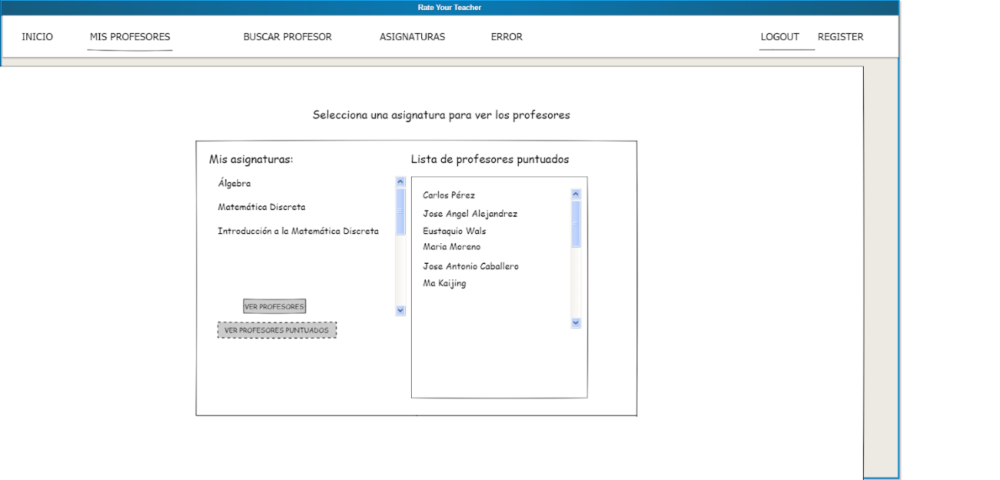 Rate Your Teacher
INICIO MIS PROFESORES BUSCAR PROFESOR ASIGNATURAS ERROR LOGOUT REGISTER
Selecciona una asignatura para ver los profesores
Mis asignaturas:
Álgebra
Matemática Discreta
Introducción a la Matemática Discreta
VER PROFESORES
VER PROFESORES PUNTUADOS
Lista de profesores puntuados
Carlos Pérez
Jose Angel Alejandrez
Eustaquio Wals
Maria Moreno
Jose Antonio Caballero
Ma Kaijing